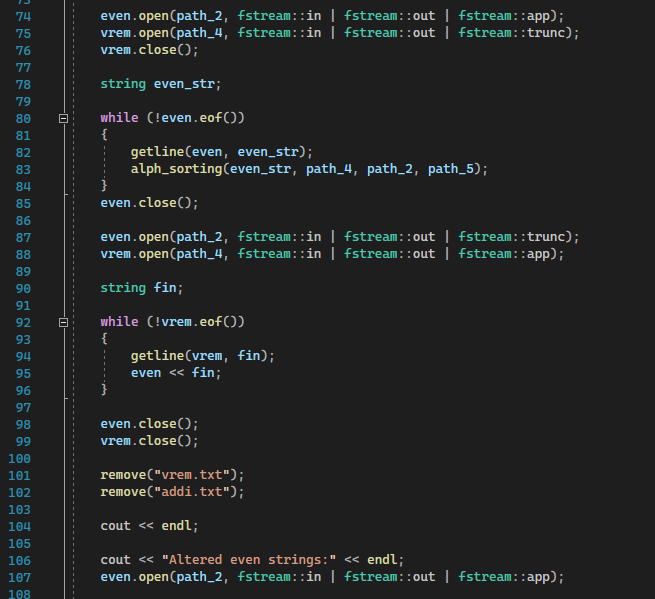 73
74 even.open(path_2, fstream::in | fstream::out | fstream::app);
75 vrem.open(path_4, fstream::in | fstream::out | fstream::trunc);
76 vrem.close();
77
78 string even_str;
79
80 while (!even.eof())
81 {
82 getline(even, even_str);
83 alph_sorting(even_str, path_4, path_2, path_5);
84 }
85 even.close();
86
87 even.open(path_2, fstream::in | fstream::out | fstream::trunc);
88 vrem.open(path_4, fstream::in | fstream::out | fstream::app);
89
90 string fin;
91
92 while (!vrem.eof())
93 {
94 getline(vrem, fin);
95 even << fin;
96 }
97
98 even.close();
99 vrem.close();
100
101 remove("vrem.txt");
102 remove("addi.txt");
103
104 cout << endl;
105
106 cout << "Altered even strings:" << endl;
107 even.open(path_2, fstream::in | fstream::out | fstream::app);
108